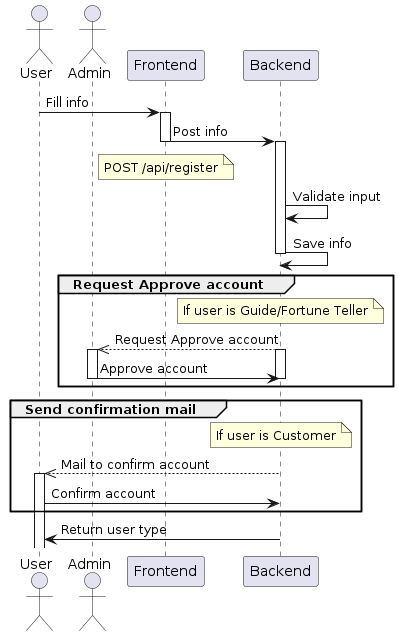 User
Admin
Frontend
Backend
Fill info
Post info
POST /api/register
Validate input
Save info
Request Approve account
If user is Guide/Fortune Teller
Request Approve account
Approve account
Send confirmation mail
If user is Customer
Mail to confirm account
Confirm account
Return user type
User
Admin
Frontend
Backend